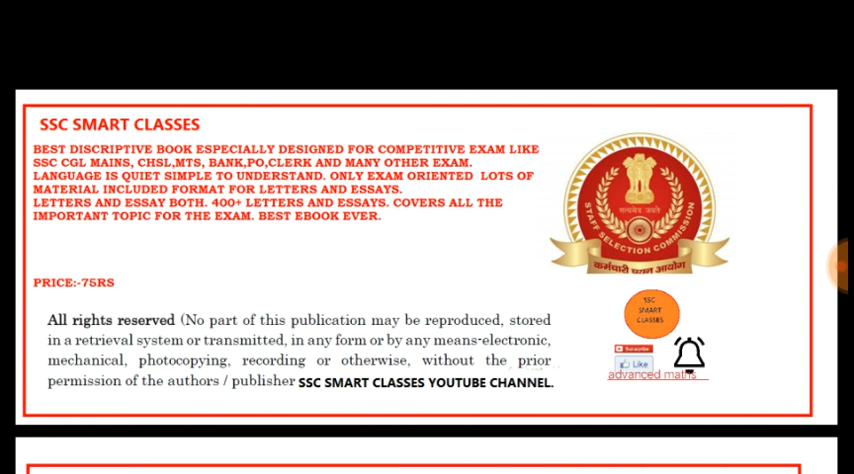 SSC SMART CLASSES
BEST DISCRIPTIVE BOOK ESPECIALLY DESIGNED FOR COMPETITIVE EXAM LIKE
SSC CGL MAINS, CHSL,MTS, BANK,PO,CLERK AND MANY OTHER EXAM.
LANGUAGE IS QUIET SIMPLE TO UNDERSTAND. ONLY EXAM ORIENTED LOTS OF
MATERIAL INCLUDED FORMAT FOR LETTERS AND ESSAYS.
LETTERS AND ESSAY BOTH. 400+ LETTERS AND ESSAYS. COVERS ALL THE
IMPORTANT TOPIC FOR THE EXAM. BEST EBOOK EVER.
सत्यमेव जयते
STAFF SELECTION COMMISSION
कर्मचारी चयन आयोग
PRICE:-75RS
SSC
SMART
CLASSES
All rights reserved (No part of this publication may be reproduced, stored
in a retrieval system or transmitted, in any form or by any means-electronic,
mechanical, photocopying, recording or otherwise, without the prior
permission of the authors / publisher SSC SMART CLASSES YOUTUBE CHANNEL.
Subscribe
Like
advanced maths